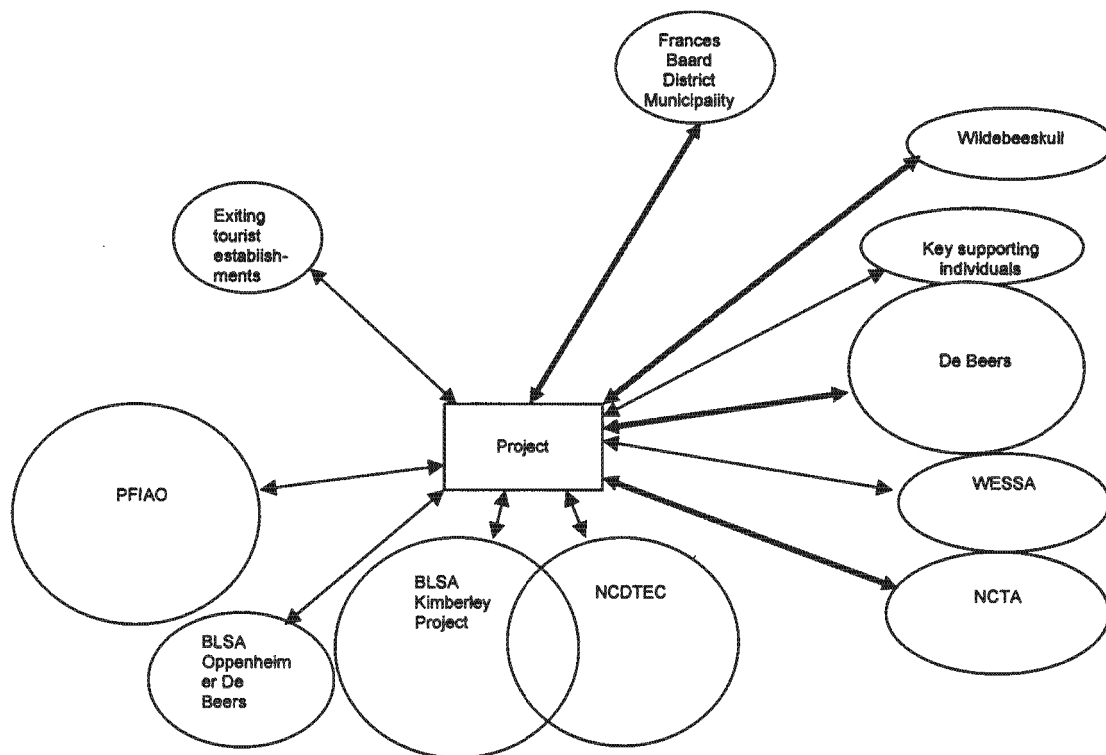 Frances
Baard
District
Municipality
Wildebeeskuil
Exiting
tourist
establish-
ments
Key supporting
individuals
De Beers
Project
PFIAO
WESSA
BLSA
Kimberley
Project
NCDTEC
NCTA
BLSA
Oppenheim
er De
Beers